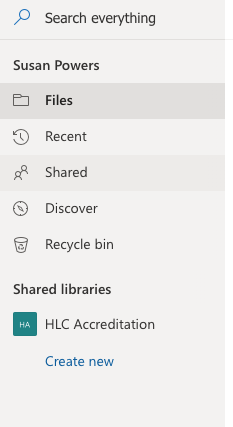 Search everything
Susan Powers
Files
Recent
Shared
Discover
Recycle bin
Shared libraries
HA HLC Accreditation
Create new